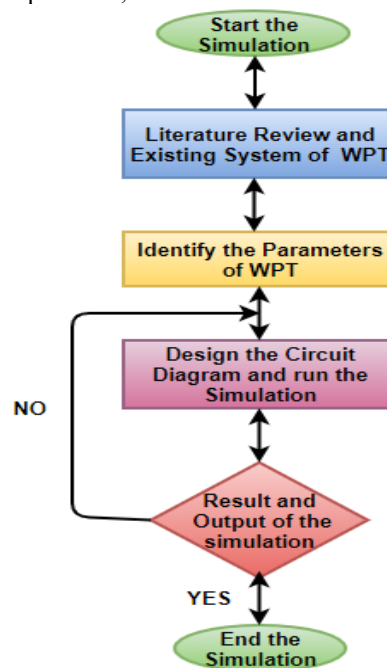 Start the
Simulation
Literature Review and
Existing System of WPT
Identify the Parameters
of WPT
Design the Circuit
Diagram and run the
Simulation
NO
Result and
Output of the
simulation
YES
End the
Simulation